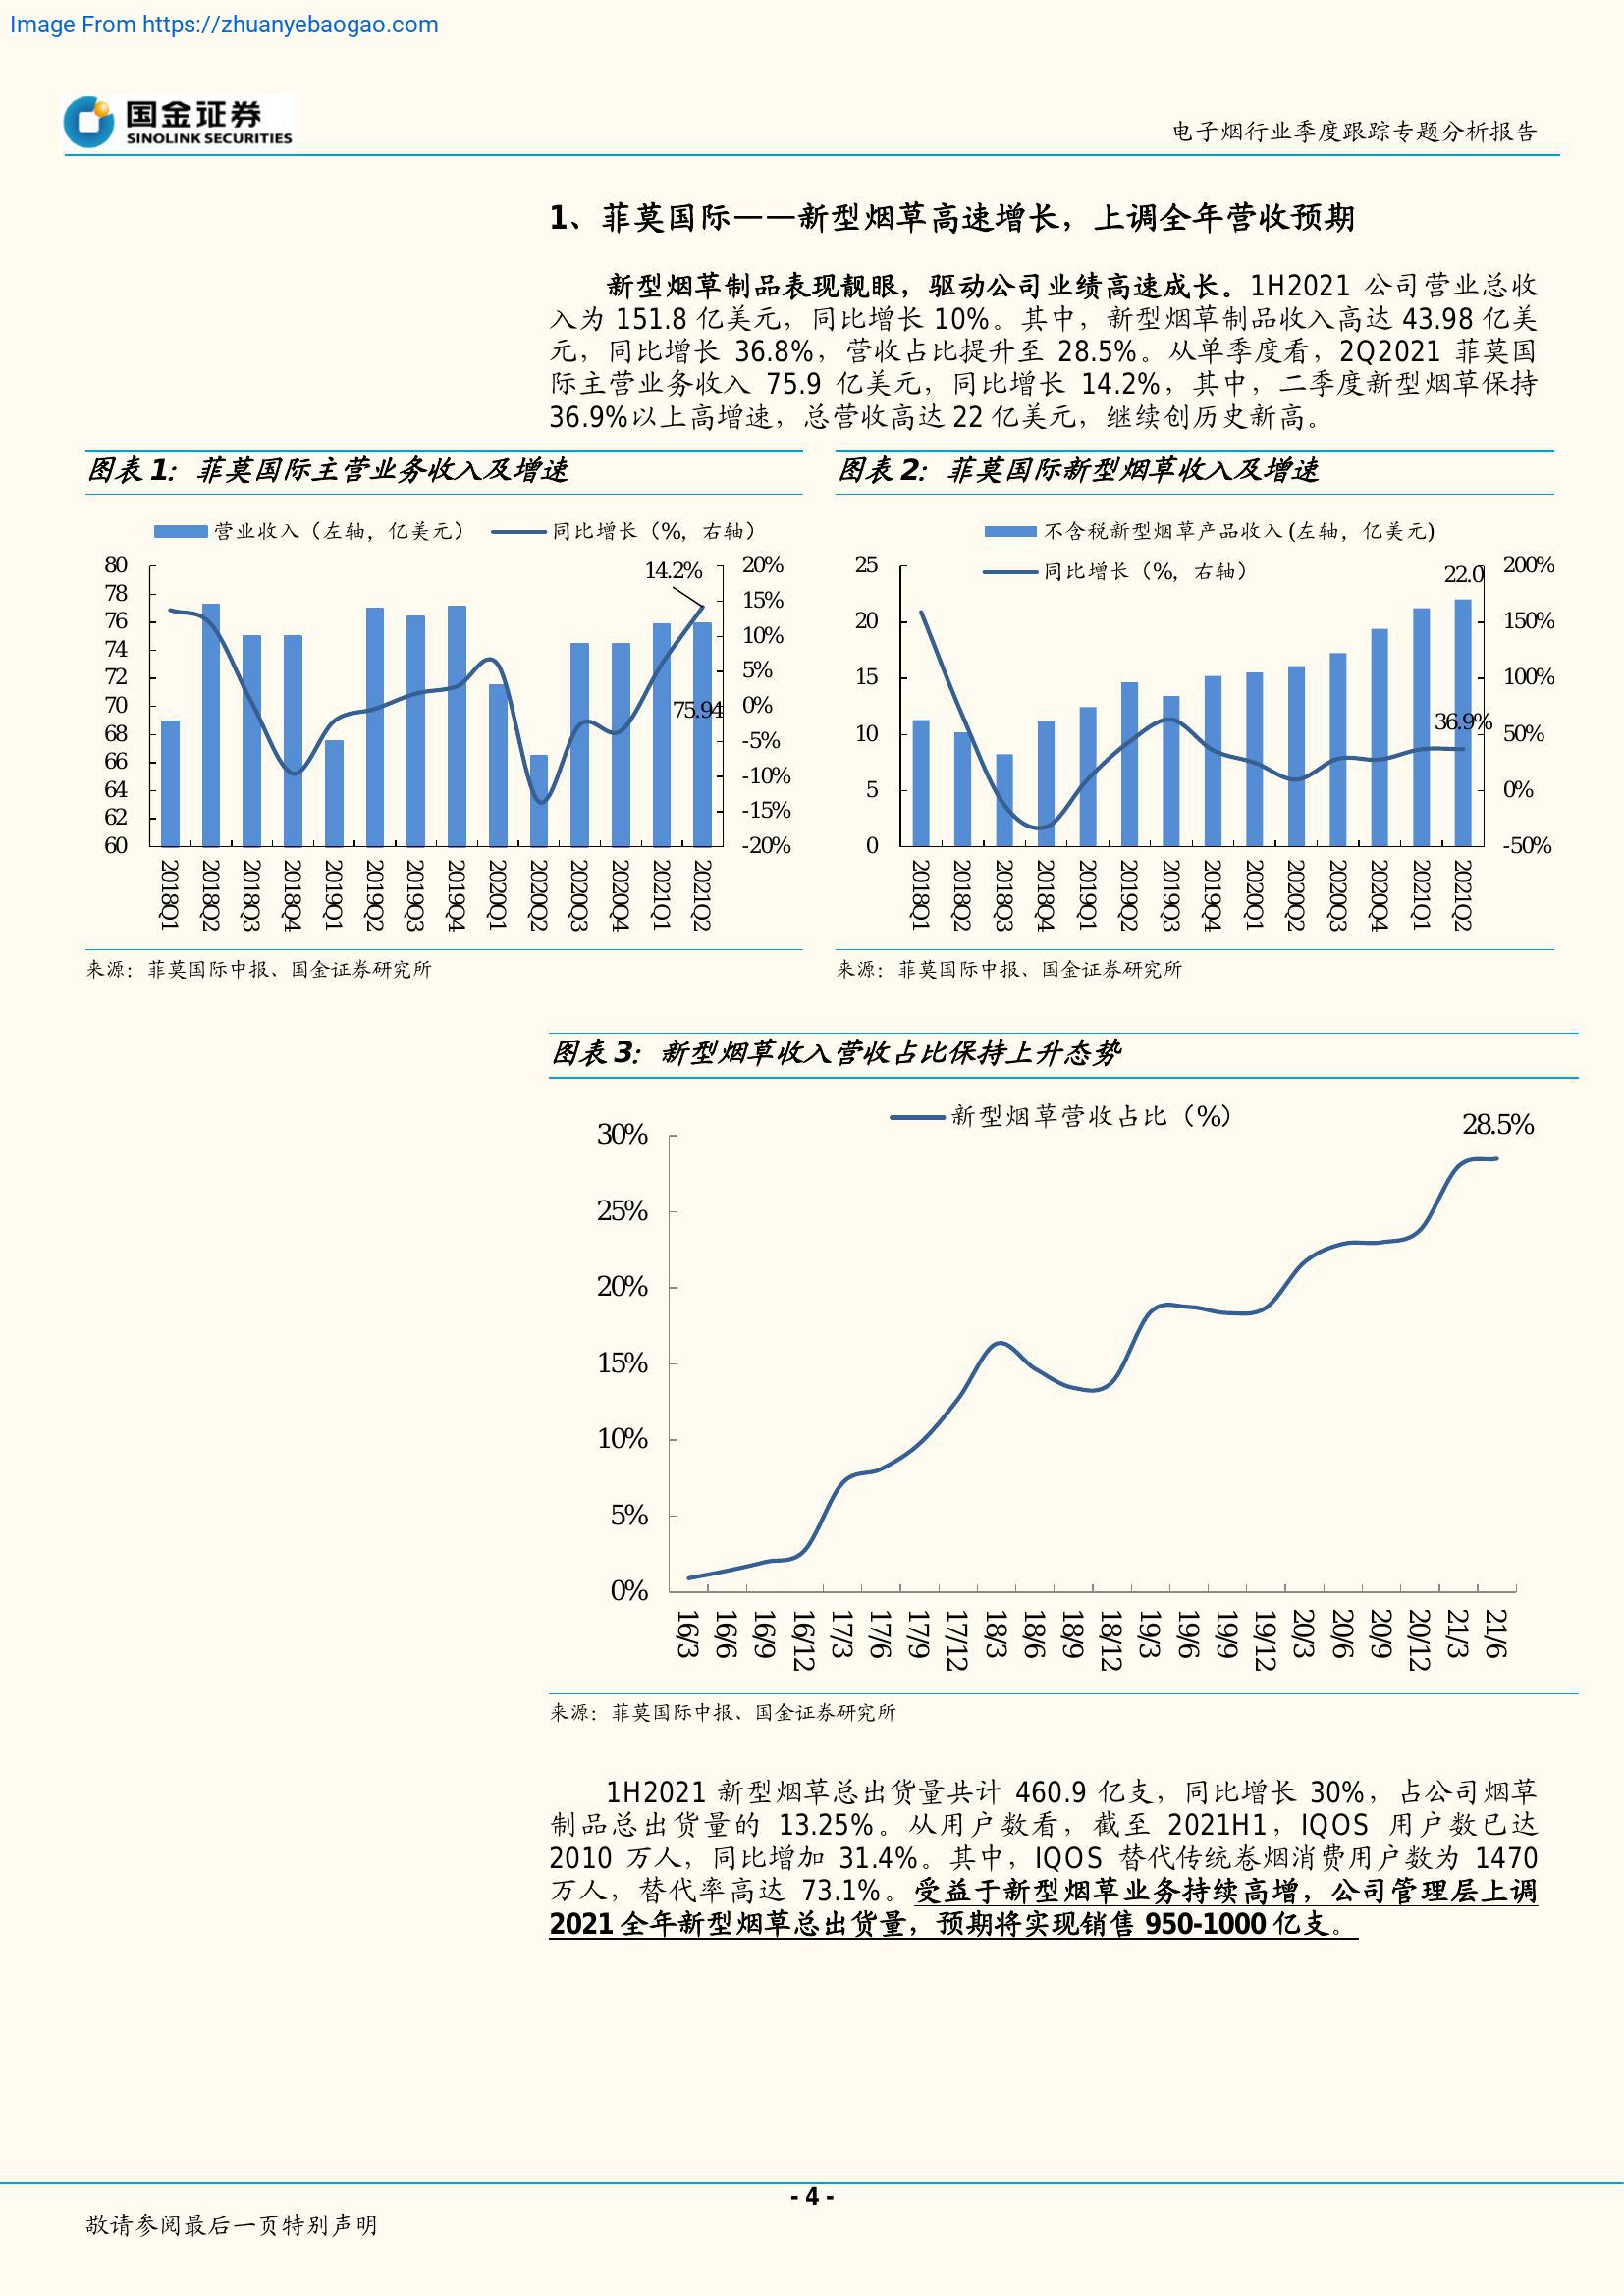 Image From https://zhuanyebaogao.com
国金证券
SINOLINK SECURITIES
电子烟行业季度跟踪专题分析报告
1、菲莫国际——新型烟草高速增长，上调全年营收预期
新型烟草制品表现靓眼，驱动公司业绩高速成长。1H2021 公司营业总收
入为 151.8 亿美元，同比增长 10%。其中，新型烟草制品收入高达 43.98 亿美
元，同比增长 36.8%，营收占比提升至 28.5%。从单季度看，2Q2021 菲莫国
际主营业务收入 75.9 亿美元，同比增长 14.2%，其中，二季度新型烟草保持
36.9%以上高增速，总营收高达 22 亿美元，继续创历史新高。
图表 1：菲莫国际主营业务收入及增速
营业收入（左轴，亿美元） 同比增长（%，右轴）
80
78
76
74
72
70
68
66
64
62
60
14.2%
75.94
20%
15%
10%
5%
0%
-5%
-10%
-15%
-20%
2018Q1
2018Q2
2018Q3
2018Q4
2019Q1
2019Q2
2019Q3
2019Q4
2020Q1
2020Q2
2020Q3
2020Q4
2021Q1
2021Q2
来源：菲莫国际中报、国金证券研究所
图表 2：菲莫国际新型烟草收入及增速
不含税新型烟草产品收入 (左轴，亿美元)
同比增长（%，右轴）
25
20
15
10
5
0
22.0
36.9%
200%
150%
100%
50%
0%
-50%
2018Q1
2018Q2
2018Q3
2018Q4
2019Q1
2019Q2
2019Q3
2019Q4
2020Q1
2020Q2
2020Q3
2020Q4
2021Q1
2021Q2
来源：菲莫国际中报、国金证券研究所
图表 3：新型烟草收入营收占比保持上升态势
新型烟草营收占比（%）
28.5%
30%
25%
20%
15%
10%
5%
0%
16/3
16/6
16/9
16/12
17/3
17/6
17/9
17/12
18/3
18/6
18/9
18/12
19/3
19/6
19/9
19/12
20/3
20/6
20/9
20/12
21/3
21/6
来源：菲莫国际中报、国金证券研究所
1H2021 新型烟草总出货量共计 460.9 亿支，同比增长 30%，占公司烟草
制品总出货量的 13.25%。从用户数看，截至 2021H1，IQOS 用户数已达
2010 万人，同比增加 31.4%。其中，IQOS 替代传统卷烟消费用户数为 1470
万人，替代率高达 73.1%。受益于新型烟草业务持续高增，公司管理层上调
2021 全年新型烟草总出货量，预期将实现销售 950-1000 亿支。
- 4 -
敬请参阅最后一页特别声明